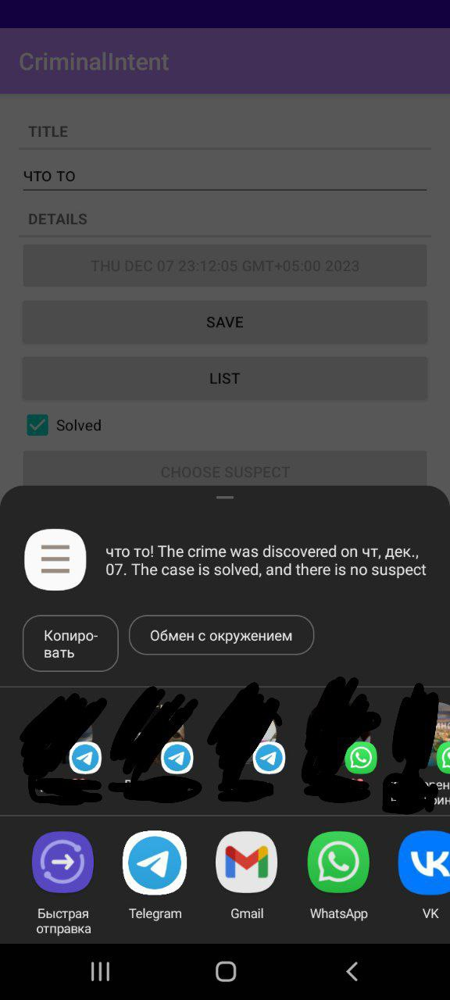 CriminalIntent
TITLE
что то
DETAILS
THU DEC 07 23:12:05 GMT+05:00 2023
SAVE
LIST
Solved
CHOOSE SUSPECT
что то! The crime was discovered on чт, дек.,
07. The case is solved, and there is no suspect
Копиро-
вать
Обмен с окружением
Быстрая
отправка
Telegram
Gmail
WhatsApp
VK